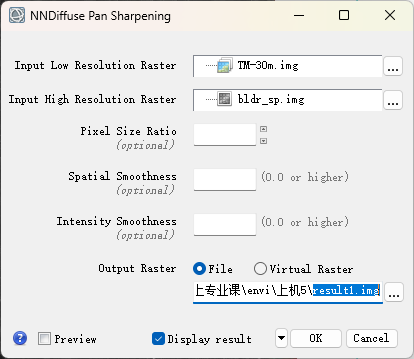 NNDiffuse Pan Sharpening
Input Low Resolution Raster TM-30m.img ...
Input High Resolution Raster bldr_sp.img ...
Pixel Size Ratio
(optional)
Spatial Smoothness (0.0 or higher)
(optional)
Intensity Smoothness (0.0 or higher)
(optional)
Output Raster File Virtual Raster
上专业课\envi\上机5\result1.img ...
? Preview Display result OK Cancel